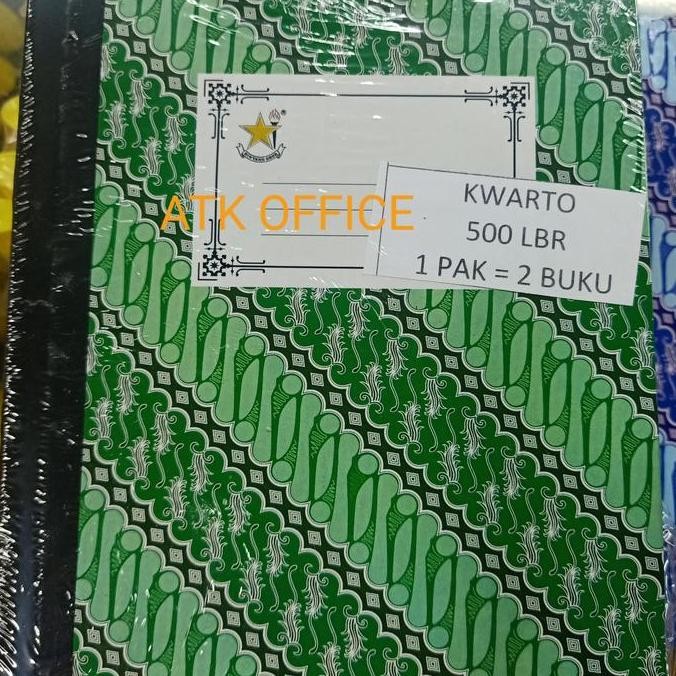 ATK OFFICE
KWARTO
500 LBR
1 PAK = 2 BUKU